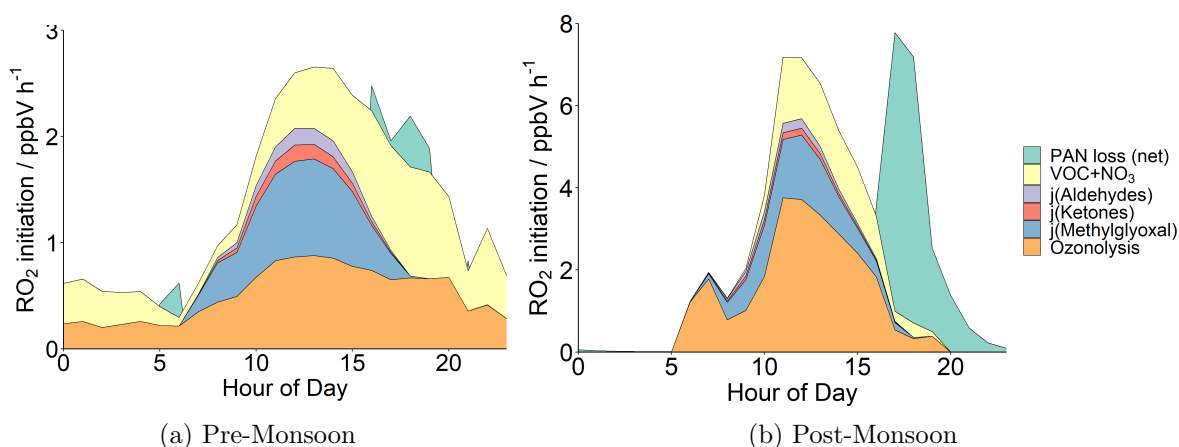 RO₂ initiation / ppbV h⁻¹
3
2
1
0
0 5 10 15 20
Hour of Day
(a) Pre-Monsoon
RO₂ initiation / ppbV h⁻¹
8
6
4
2
0
0 5 10 15 20
Hour of Day
(b) Post-Monsoon
PAN loss (net)
VOC+NO₃
j(Aldehydes)
j(Ketones)
j(Methylglyoxal)
Ozonolysis